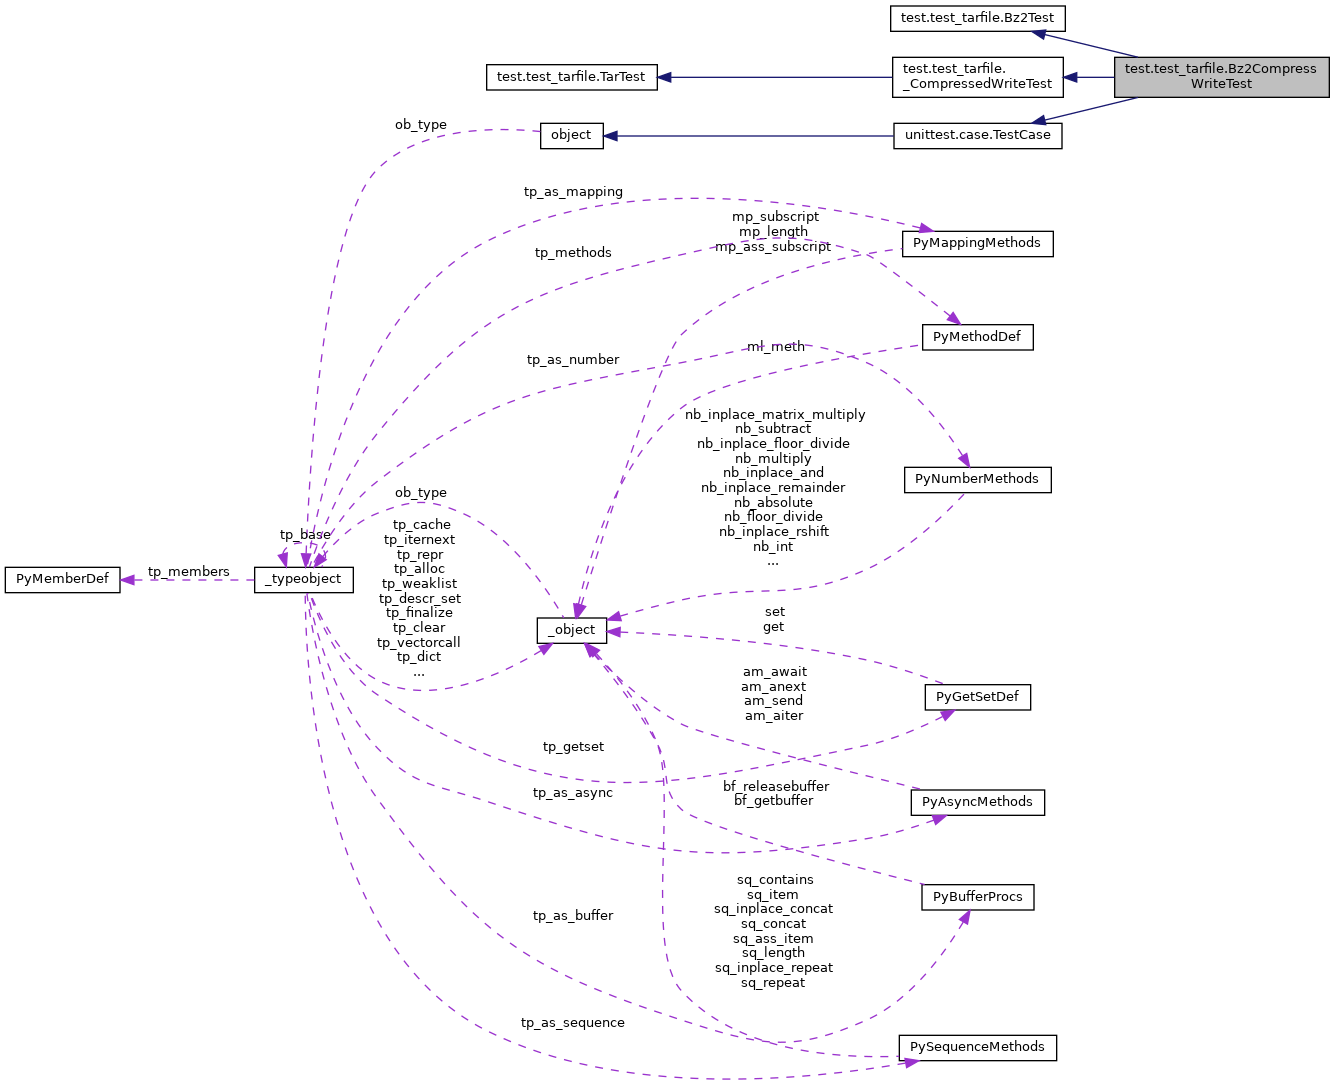 test.test_tarfile.Bz2Test
test.test_tarfile.Bz2Compress
WriteTest
test.test_tarfile.
_CompressedWriteTest
test.test_tarfile.TarTest
unittest.case.TestCase
object
ob_type
tp_as_mapping
mp_subscript
mp_length
mp_ass_subscript
PyMappingMethods
tp_methods
PyMethodDef
ml_meth
tp_as_number
nb_inplace_matrix_multiply
nb_subtract
nb_inplace_floor_divide
nb_multiply
nb_inplace_and
nb_inplace_remainder
nb_absolute
nb_floor_divide
nb_inplace_rshift
nb_int
...
PyNumberMethods
ob_type
tp_base
tp_cache
tp_iternext
tp_repr
tp_alloc
tp_weaklist
tp_descr_set
tp_finalize
tp_clear
tp_vectorcall
tp_dict
...
PyMemberDef
tp_members
_typeobject
_object
set
get
PyGetSetDef
am_await
am_anext
am_send
am_aiter
tp_getset
tp_as_async
bf_releasebuffer
bf_getbuffer
PyAsyncMethods
sq_contains
sq_item
sq_inplace_concat
sq_concat
sq_ass_item
sq_length
sq_inplace_repeat
sq_repeat
PyBufferProcs
tp_as_buffer
tp_as_sequence
PySequenceMethods